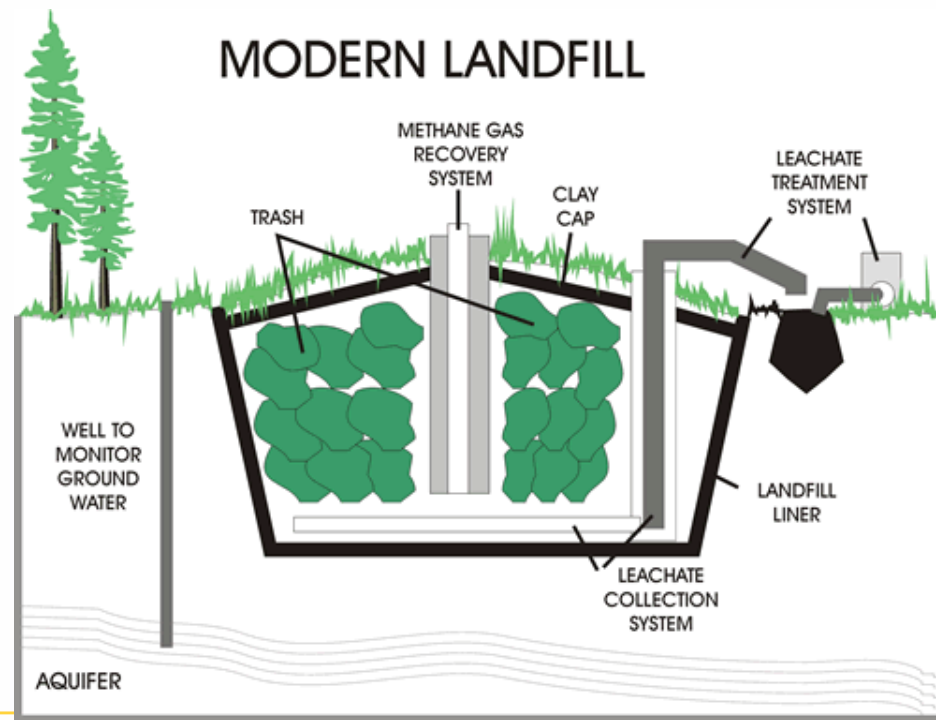 MODERN LANDFILL
METHANE GAS
RECOVERY
SYSTEM
LEACHATE
TREATMENT
SYSTEM
CLAY
CAP
TRASH
WELL TO
MONITOR
GROUND
WATER
LANDFILL
LINER
LEACHATE
COLLECTION
SYSTEM
AQUIFER